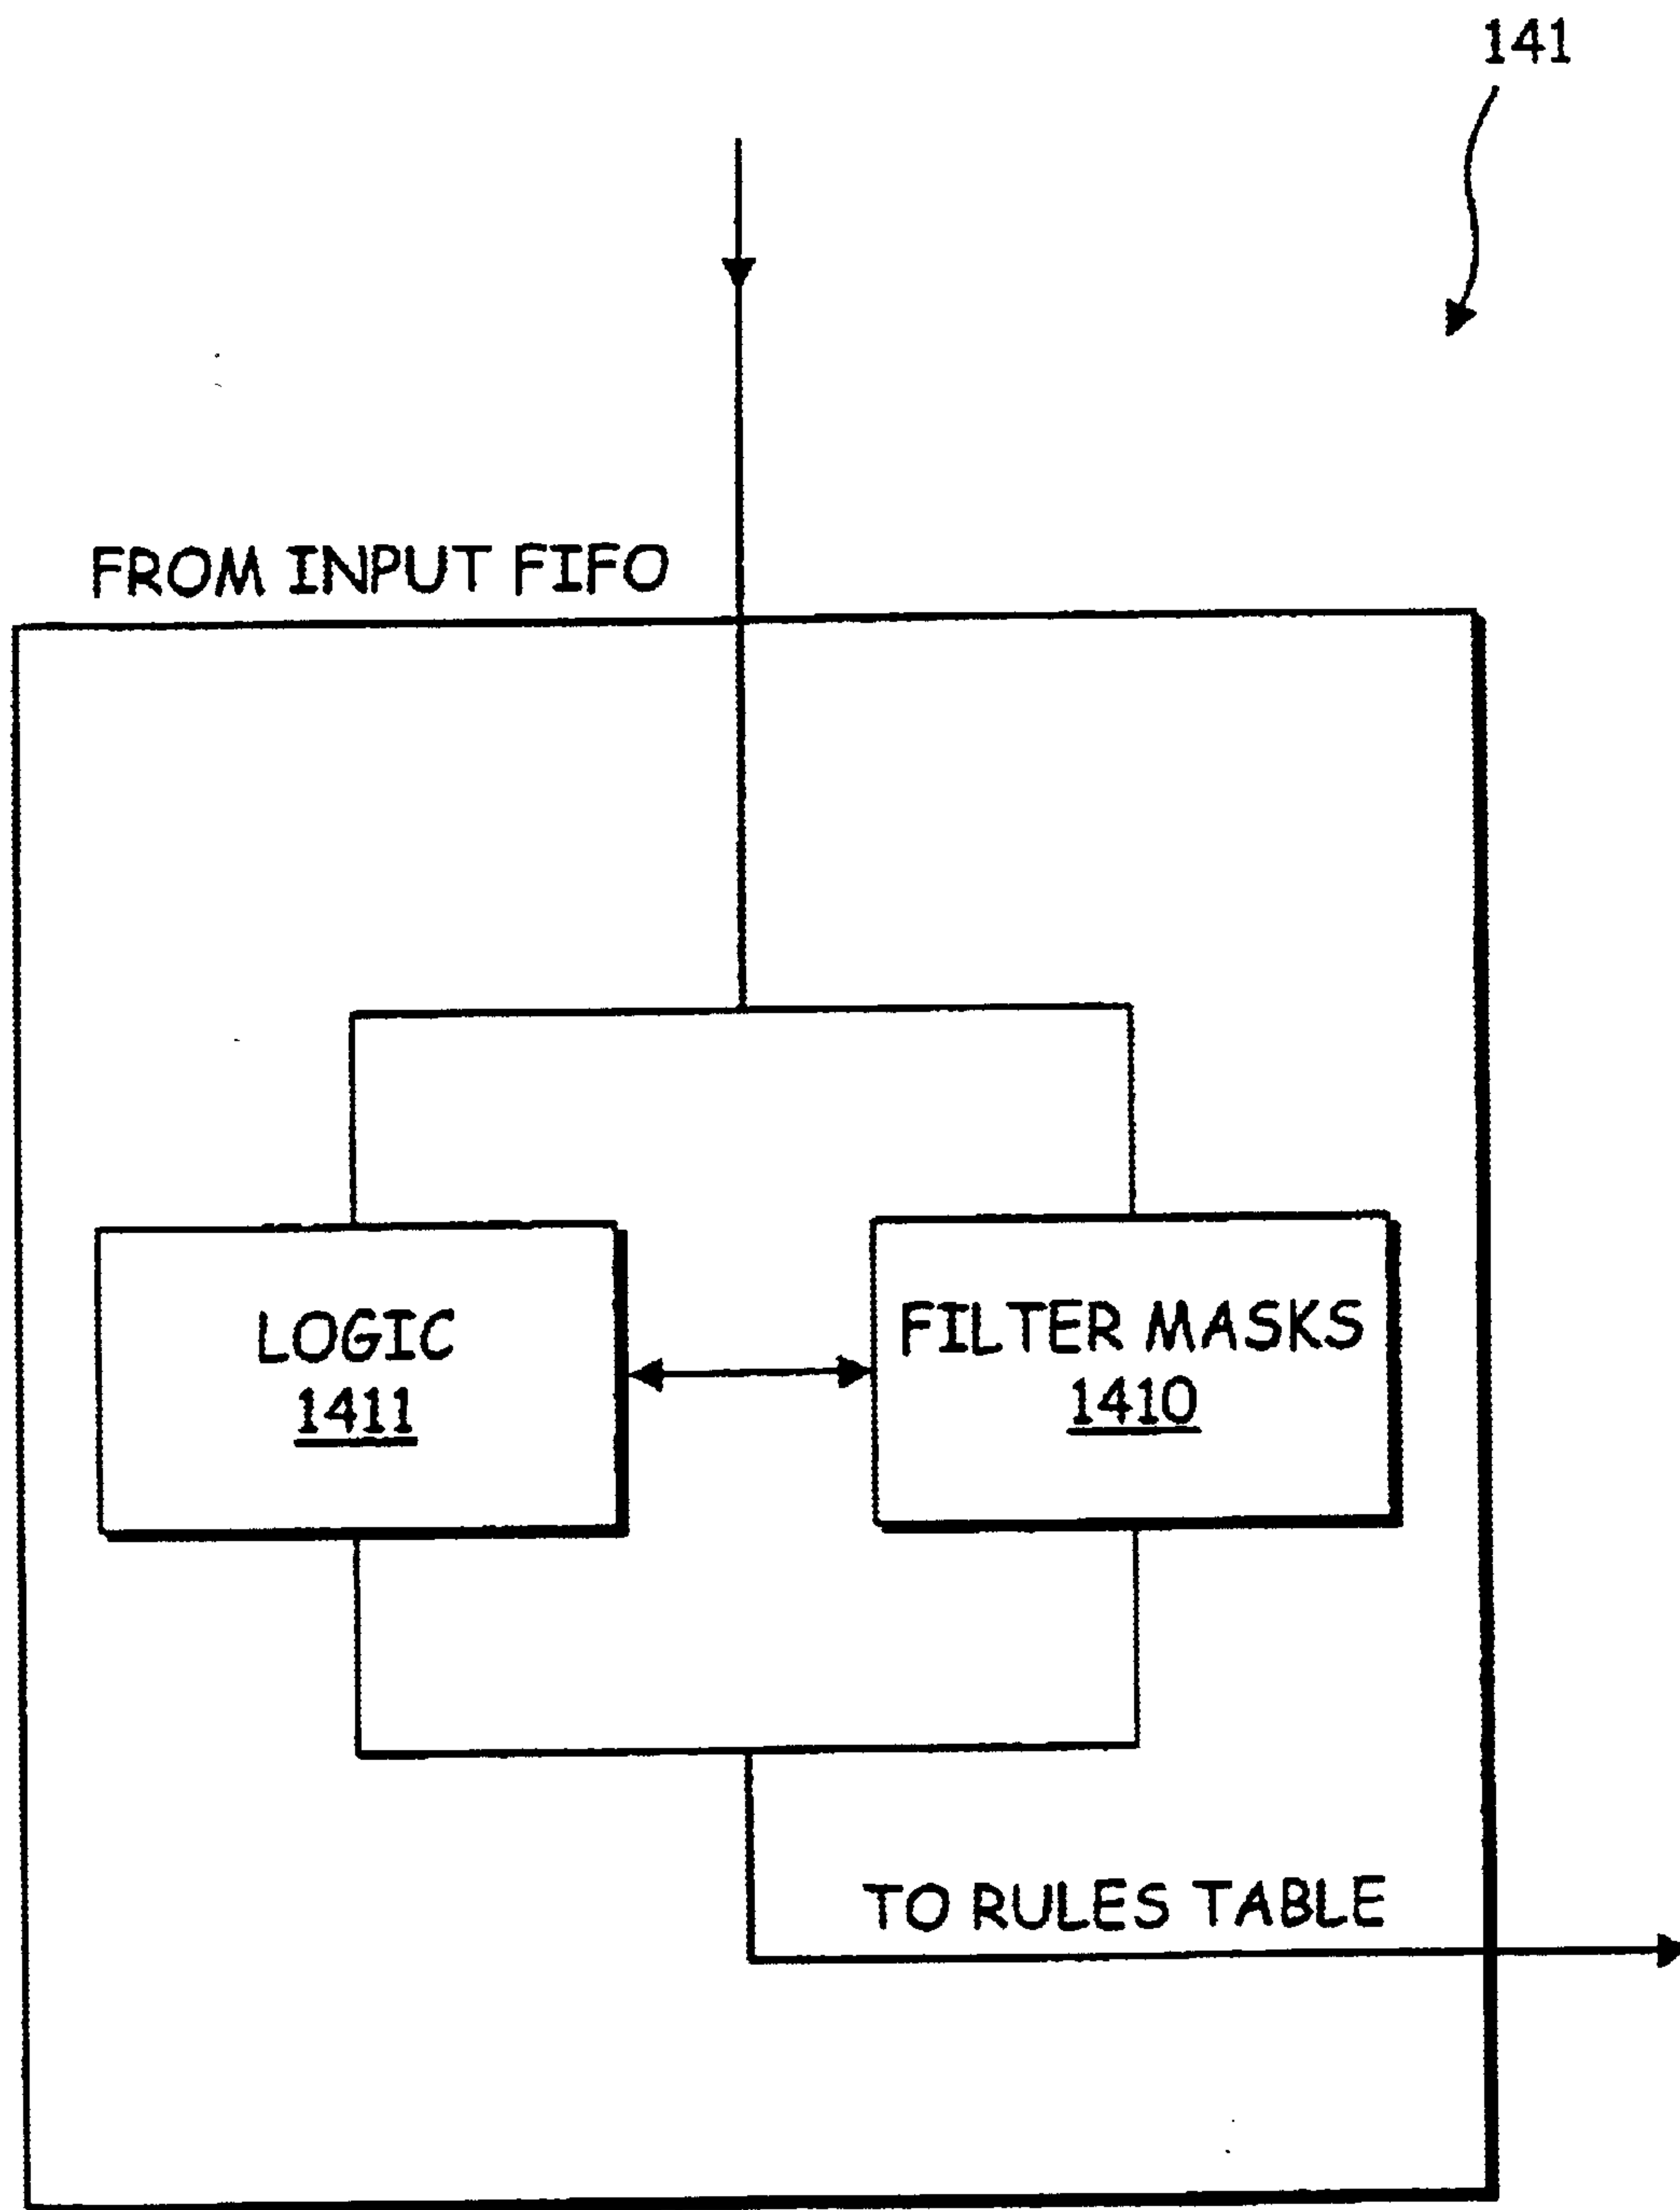 141
FROM INPUT FIFO
LOGIC
1411
FILTER MASKS
1410
TO RULES TABLE